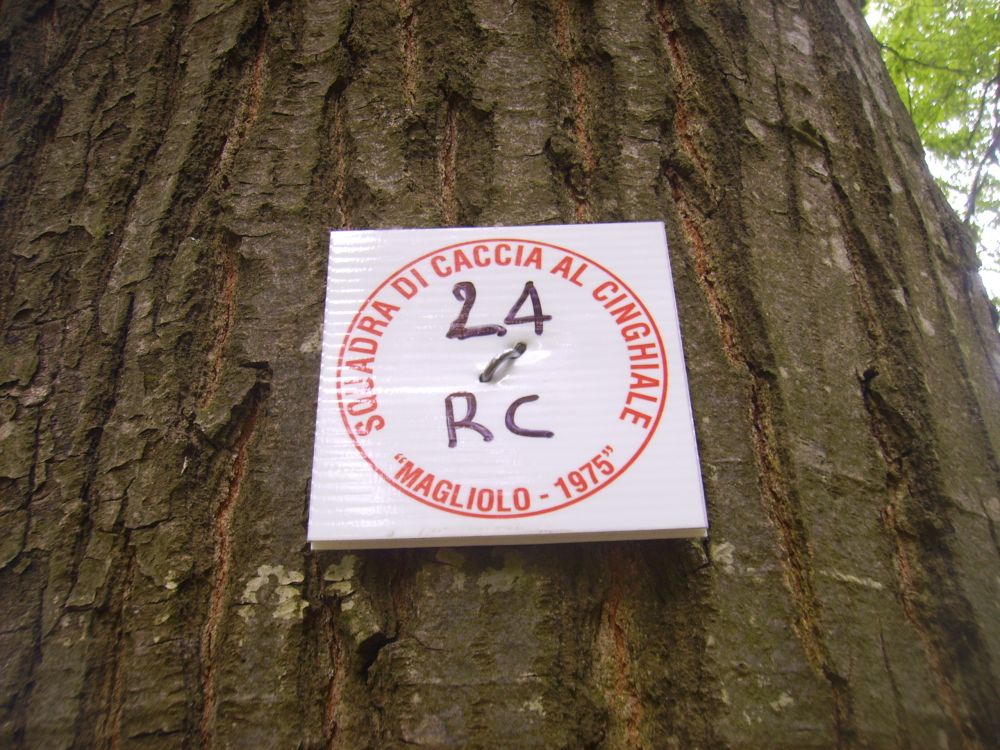 SQUADRA DI CACCIA AL CINGHIALE
24
RC
"MAGLIOLO - 1975"